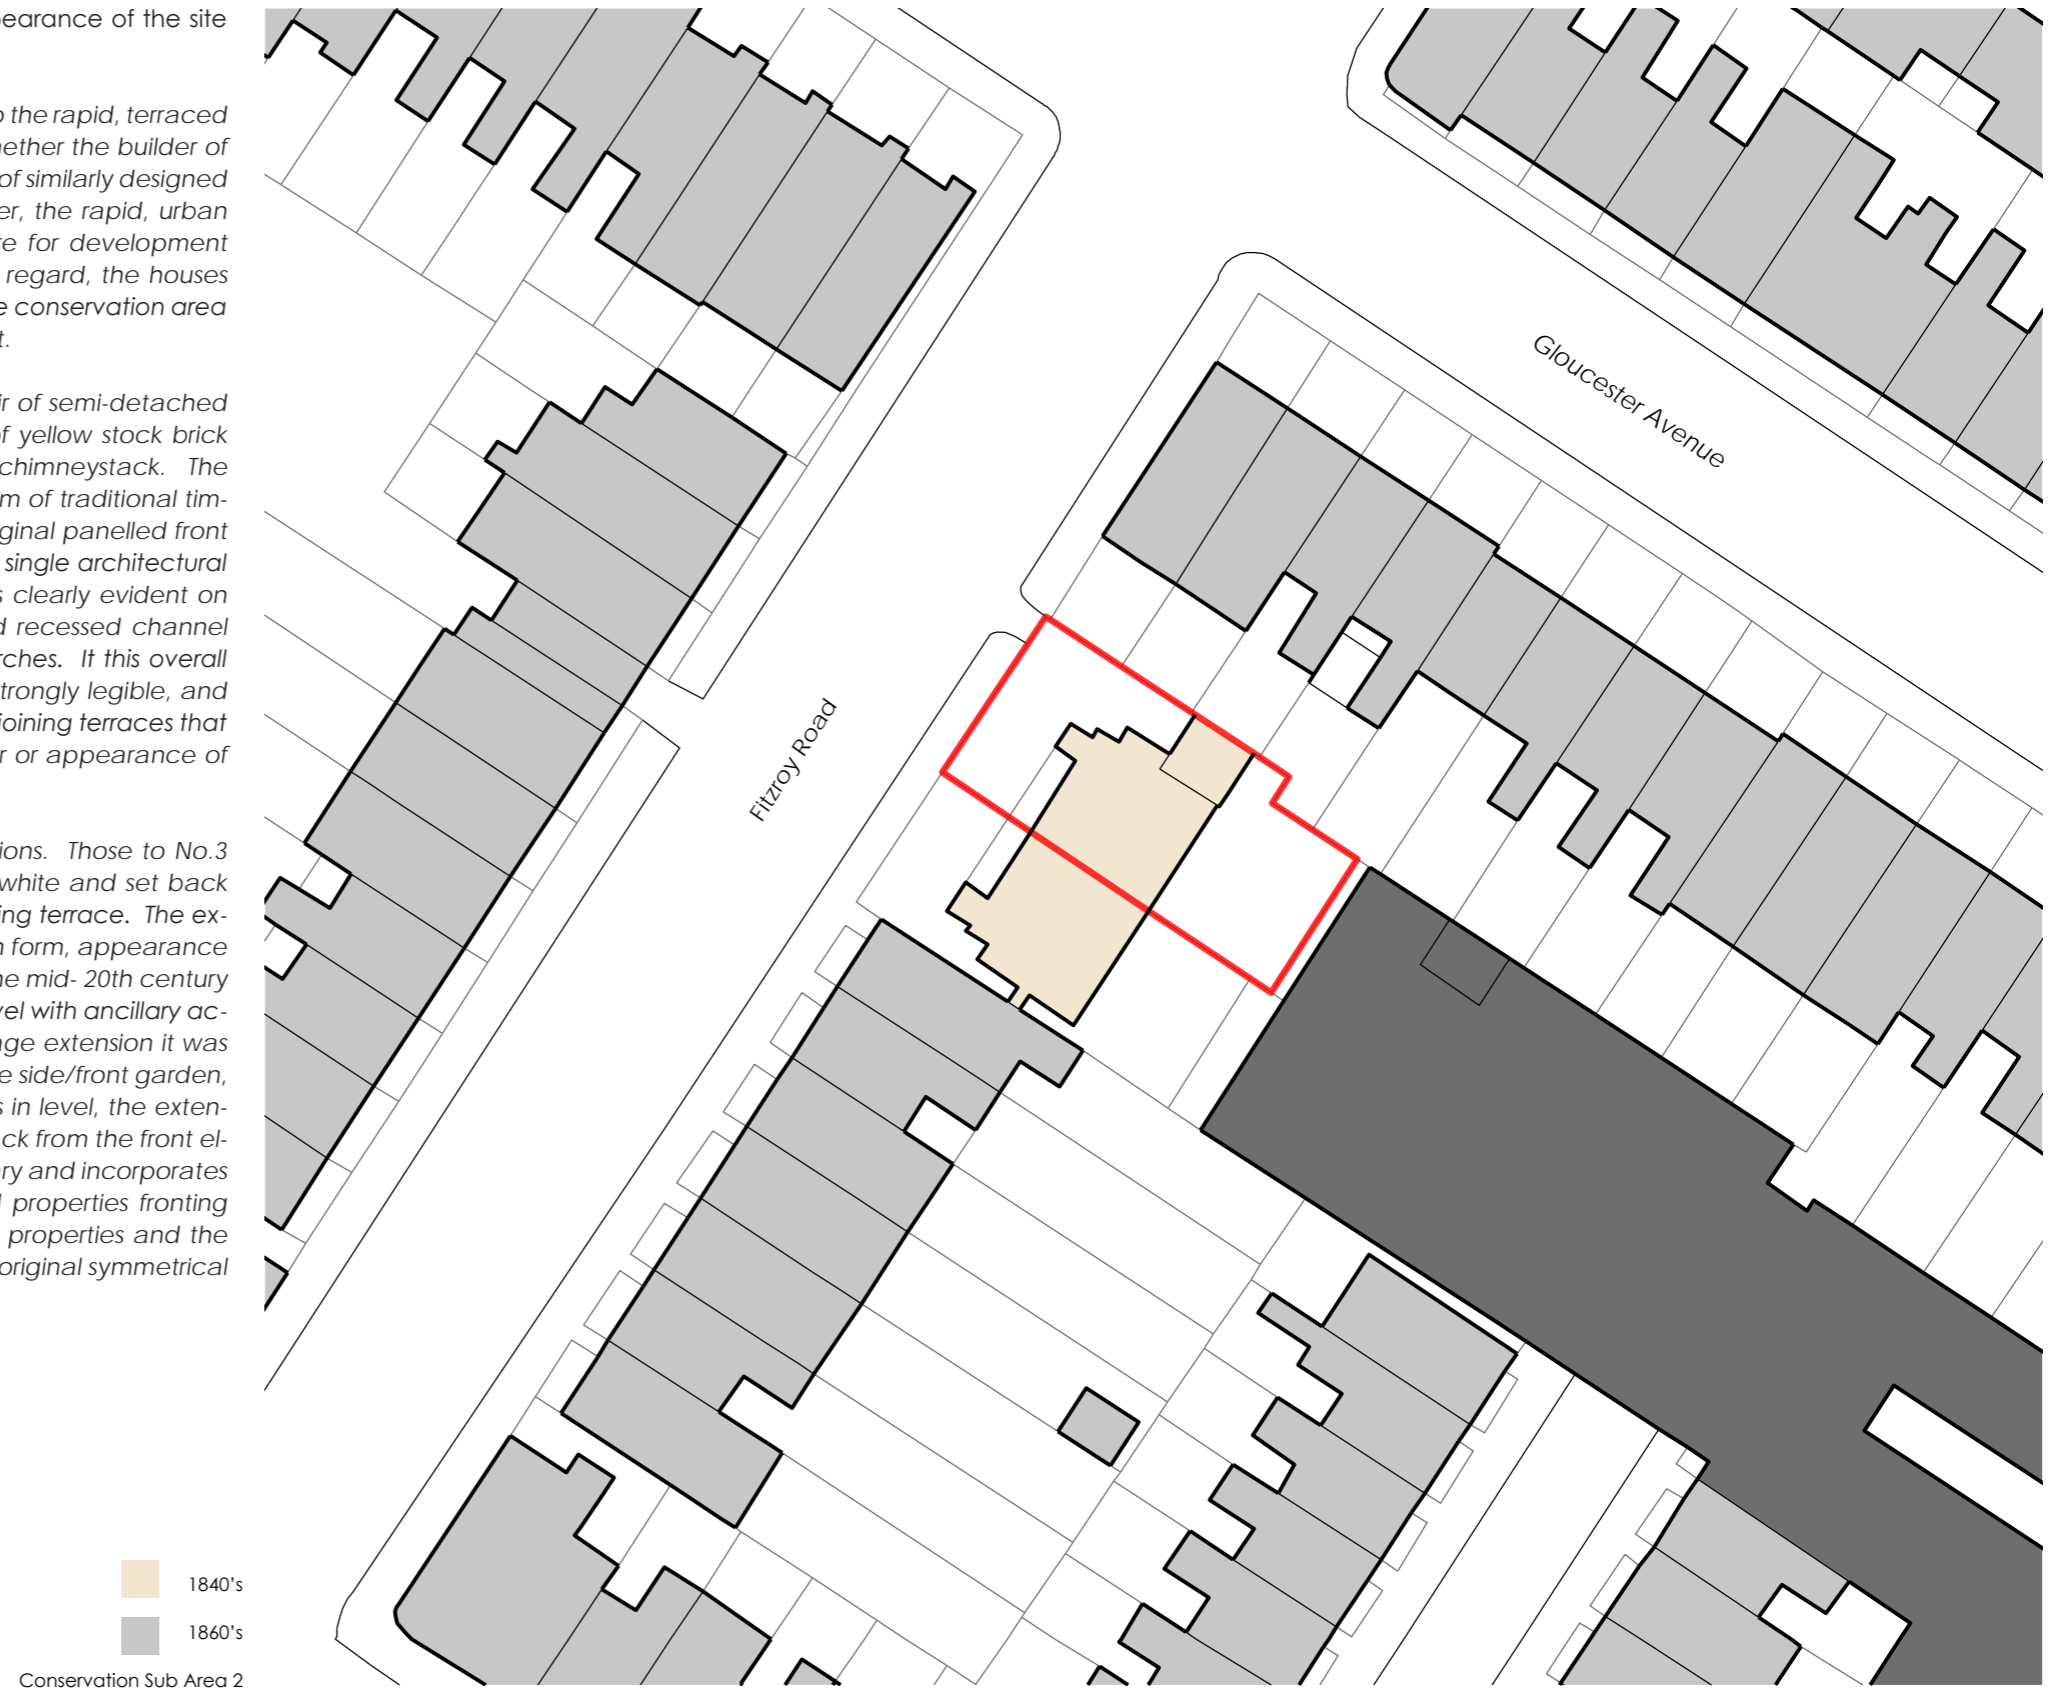 earance of the site
o the rapid, terraced
hether the builder of
of similarly designed
er, the rapid, urban
re for development
regard, the houses
e conservation area
t.
ir of semi-detached
of yellow stock brick
chimneystack. The
m of traditional tim-
ginal panelled front
single architectural
s clearly evident on
d recessed channel
rches. It this overall
trongly legible, and
joining terraces that
r or appearance of
ions. Those to No.3
white and set back
ing terrace. The ex-
n form, appearance
he mid- 20th century
vel with ancillary ac-
age extension it was
e side/front garden,
s in level, the exten-
ck from the front el-
ary and incorporates
l properties fronting
properties and the
original symmetrical
Gloucester Avenue
Fitzroy Road
1840's
1860's
Conservation Sub Area 2